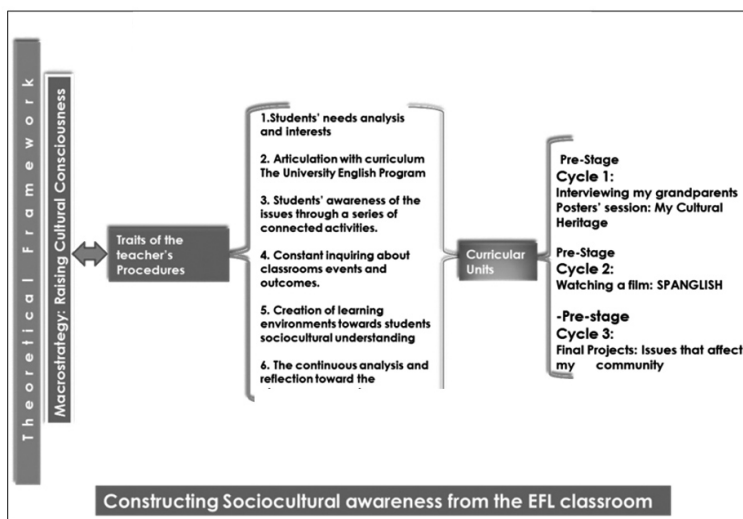 Theoretical Framework
Macrostrategy: Raising Cultural Consciousness
Traits of the
teacher's
Procedures
1.Students' needs analysis
and interests
2. Articulation with curriculum
The University English Program
3. Students' awareness of the
issues through a series of
connected activities.
4. Constant inquiring about
classrooms events and
outcomes.
5. Creation of learning
environments towards students
sociocultural understanding
6. The continuous analysis and
reflection toward the
Curricular
Units
Pre-Stage
Cycle 1:
Interviewing my grandparents
Posters' session: My Cultural
Heritage
Pre-Stage
Cycle 2:
Watching a film: SPANGLISH
-Pre-stage
Cycle 3:
Final Projects: Issues that affect
my community
Constructing Sociocultural awareness from the EFL classroom